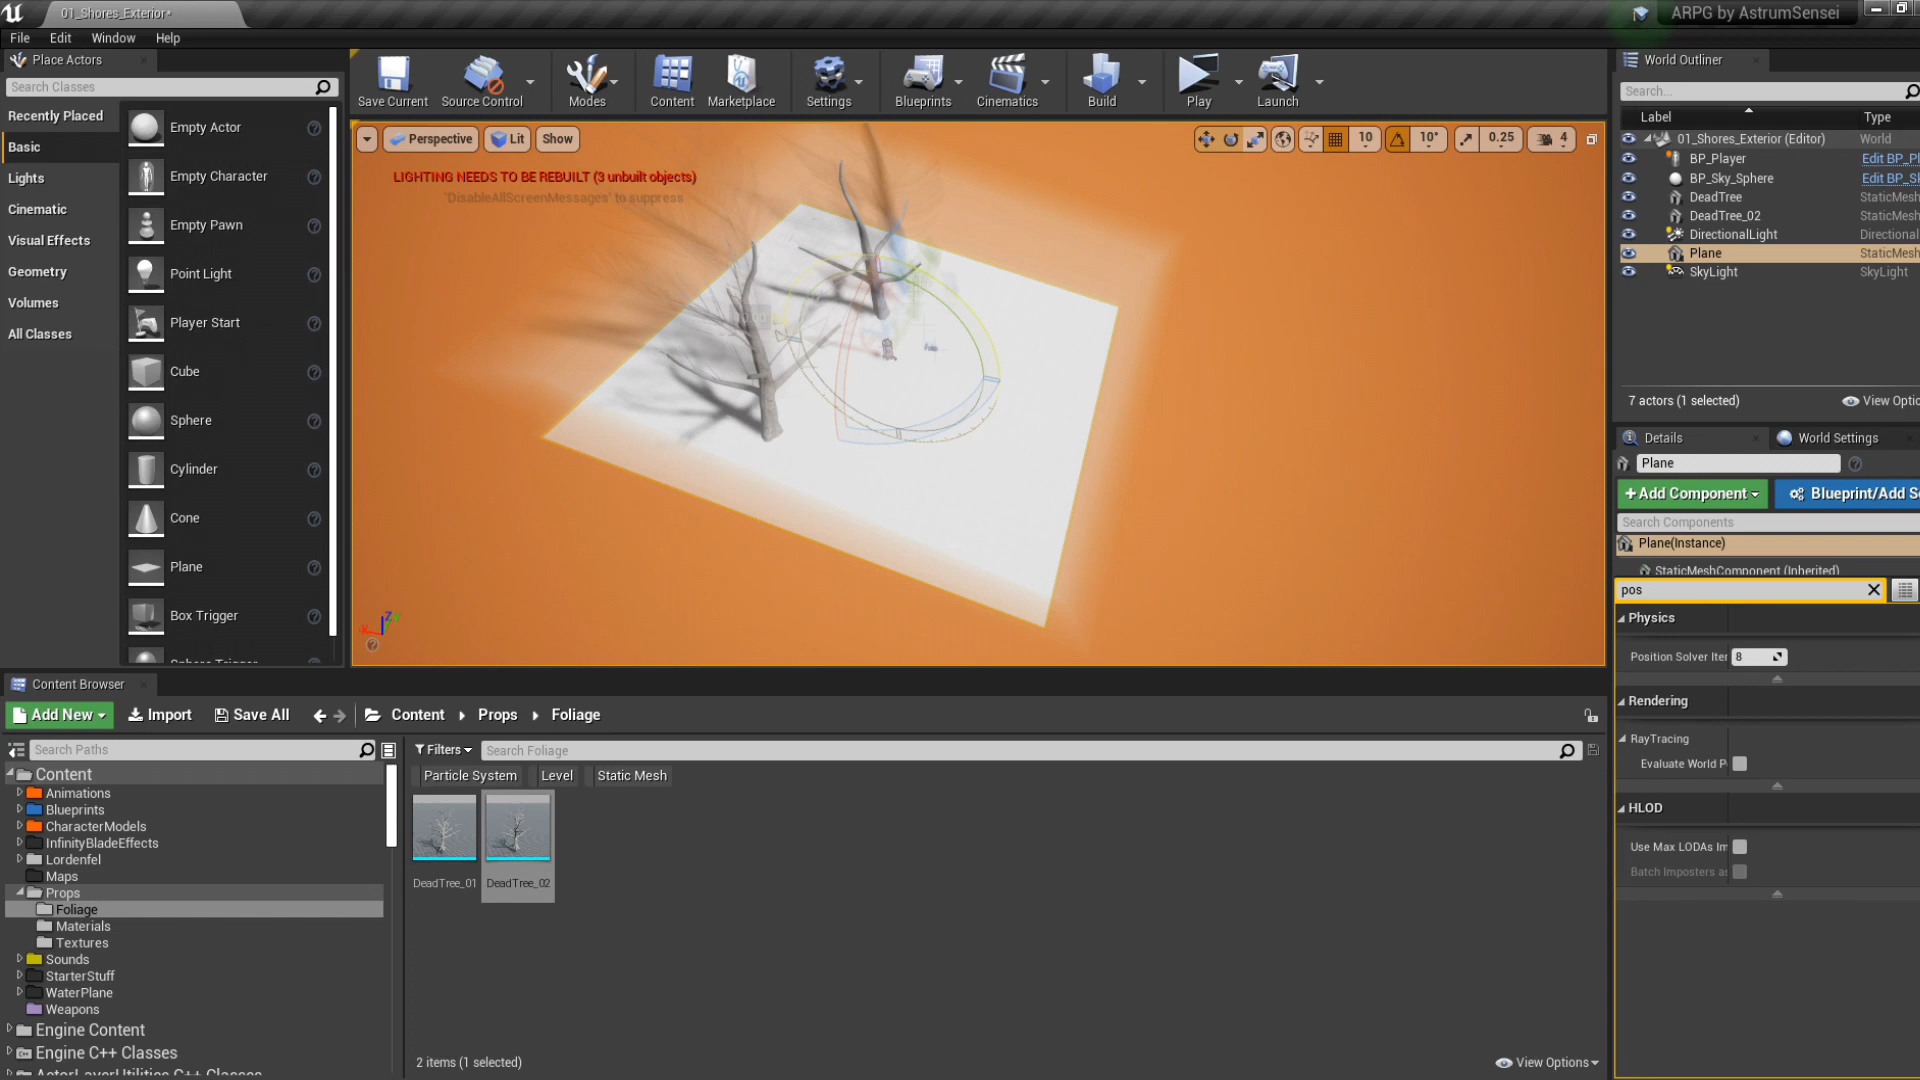 01_Shores_Exterior*
ARPG by AstrumSensei
File Edit Window Help
Place Actors
Search Classes
Recently Placed
Basic
Lights
Cinematic
Visual Effects
Geometry
Volumes
All Classes
Empty Actor
Empty Character
Empty Pawn
Point Light
Player Start
Cube
Sphere
Cylinder
Cone
Plane
Box Trigger
Sphere Trigger
Save Current
Source Control
Modes
Content
Marketplace
Settings
Blueprints
Cinematics
Build
Play
Launch
Perspective
Lit
Show
10
10°
0.25
4
LIGHTING NEEDS TO BE REBUILT (3 unbuilt objects)
'DisableAllScreenMessages' to suppress
World Outliner
Search...
Label Type
01_Shores_Exterior (Editor) World
BP_Player Edit BP_Pl
BP_Sky_Sphere Edit BP_Sk
DeadTree StaticMesh
DeadTree_02 StaticMesh
DirectionalLight Directional
Plane StaticMesh
SkyLight SkyLight
7 actors (1 selected)
View Optio
Details
World Settings
Plane
+Add Component
Blueprint/Add Sc
Search Components
Plane(Instance)
StaticMeshComponent (Inherited)
pos
Physics
Position Solver Iter 8
Rendering
RayTracing
Evaluate World P
HLOD
Use Max LODAs Im
Batch Imposters as
Content Browser
Add New
Import
Save All
Content
Props
Foliage
Search Paths
Filters
Search Foliage
Particle System
Level
Static Mesh
Content
Animations
Blueprints
CharacterModels
InfinityBladeEffects
Lordenfel
Maps
Props
Foliage
Materials
Textures
Sounds
StarterStuff
WaterPlane
Weapons
Engine Content
Engine C++ Classes
ActorLayerUtilities C++ Classes
DeadTree_01
DeadTree_02
2 items (1 selected)
View Options